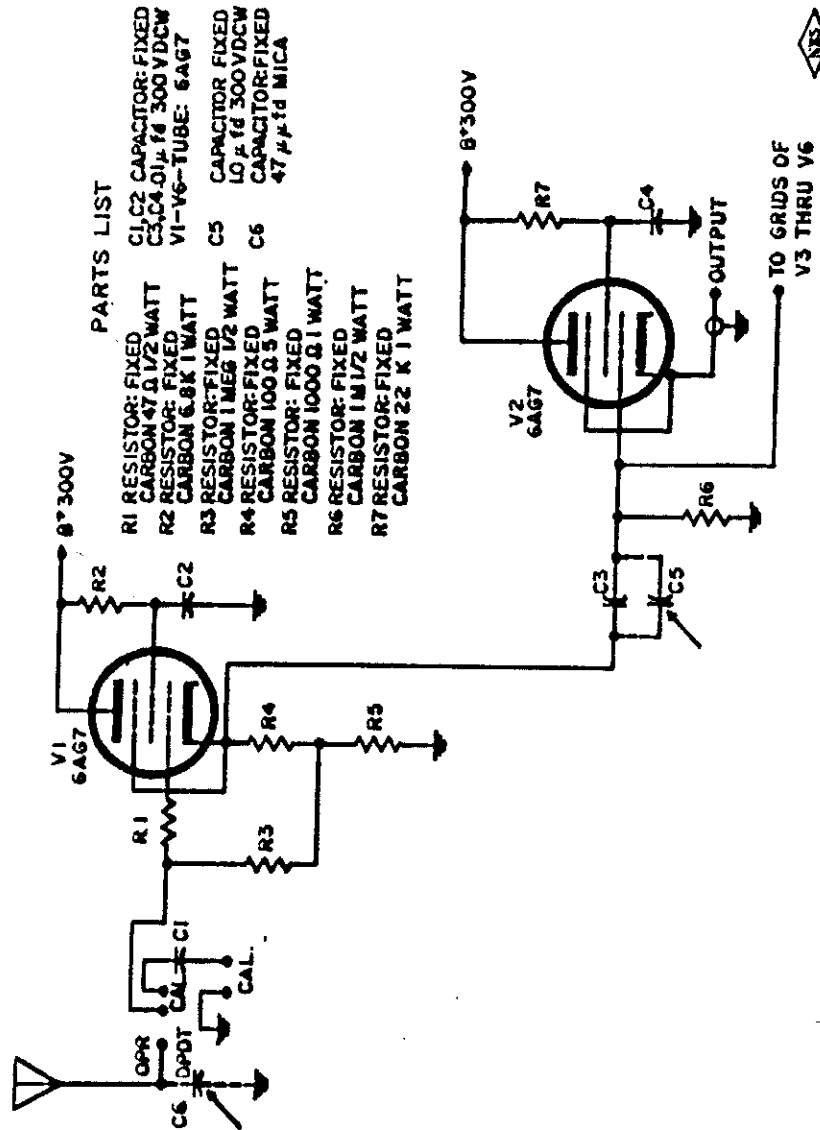 PARTS LIST
R1 RESISTOR: FIXED
CARBON 47 Ω 1/2 WATT
R2 RESISTOR: FIXED
CARBON 6.8K 1 WATT
R3 RESISTOR: FIXED
CARBON 1 MEG 1/2 WATT
R4 RESISTOR: FIXED
CARBON 100 Ω 5 WATT
R5 RESISTOR: FIXED
CARBON 1000 Ω 1 WATT
R6 RESISTOR: FIXED
CARBON 1 M 1/2 WATT
R7 RESISTOR: FIXED
CARBON 22 K 1 WATT
C1,C2 CAPACITOR: FIXED
C3,C4 .01 μ fd 300 VDCW
V1-V6-TUBE: 6AG7
C5 CAPACITOR FIXED
1.0 μ fd 300 VDCW
C6 CAPACITOR: FIXED
47 μμ fd MICA
B+300V
V1
6AG7
R2
C2
R1
R3
R4
R5
C1
CAL
CAL.
OPR
DPDT
C6
C3
C5
R6
V2
6AG7
B+300V
R7
C4
OUTPUT
TO GRIDS OF
V3 THRU V6